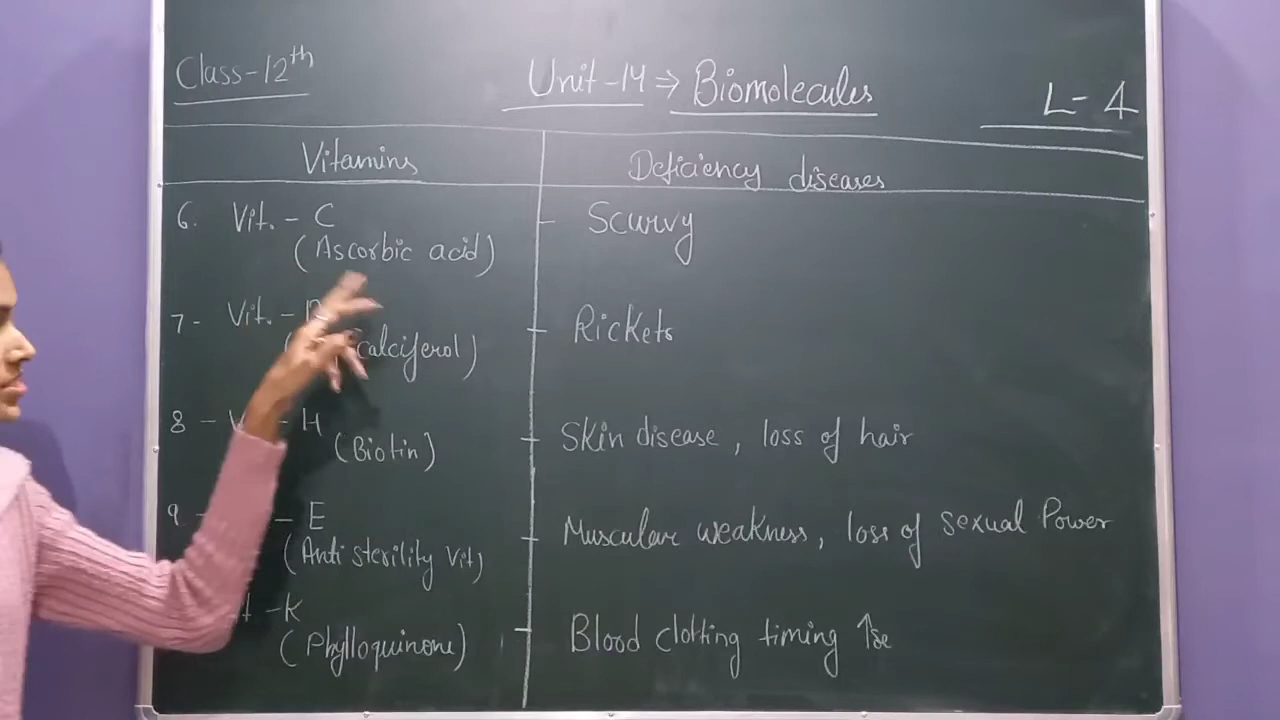 Class-12th
Unit-14 ⇒ Biomolecules
L-4
Vitamins
Deficiency diseases
6. Vit. - C
Scurvy
(Ascorbic acid)
7- Vit. -
Rickets
calciferol)
8 - - H
Skin disease, loss of hair
(Biotin)
9 - - E
Muscular weakness, loss of sexual Power
(Anti sterility Vit)
-K
Blood clotting timing ↑se
(Phylloquinone)